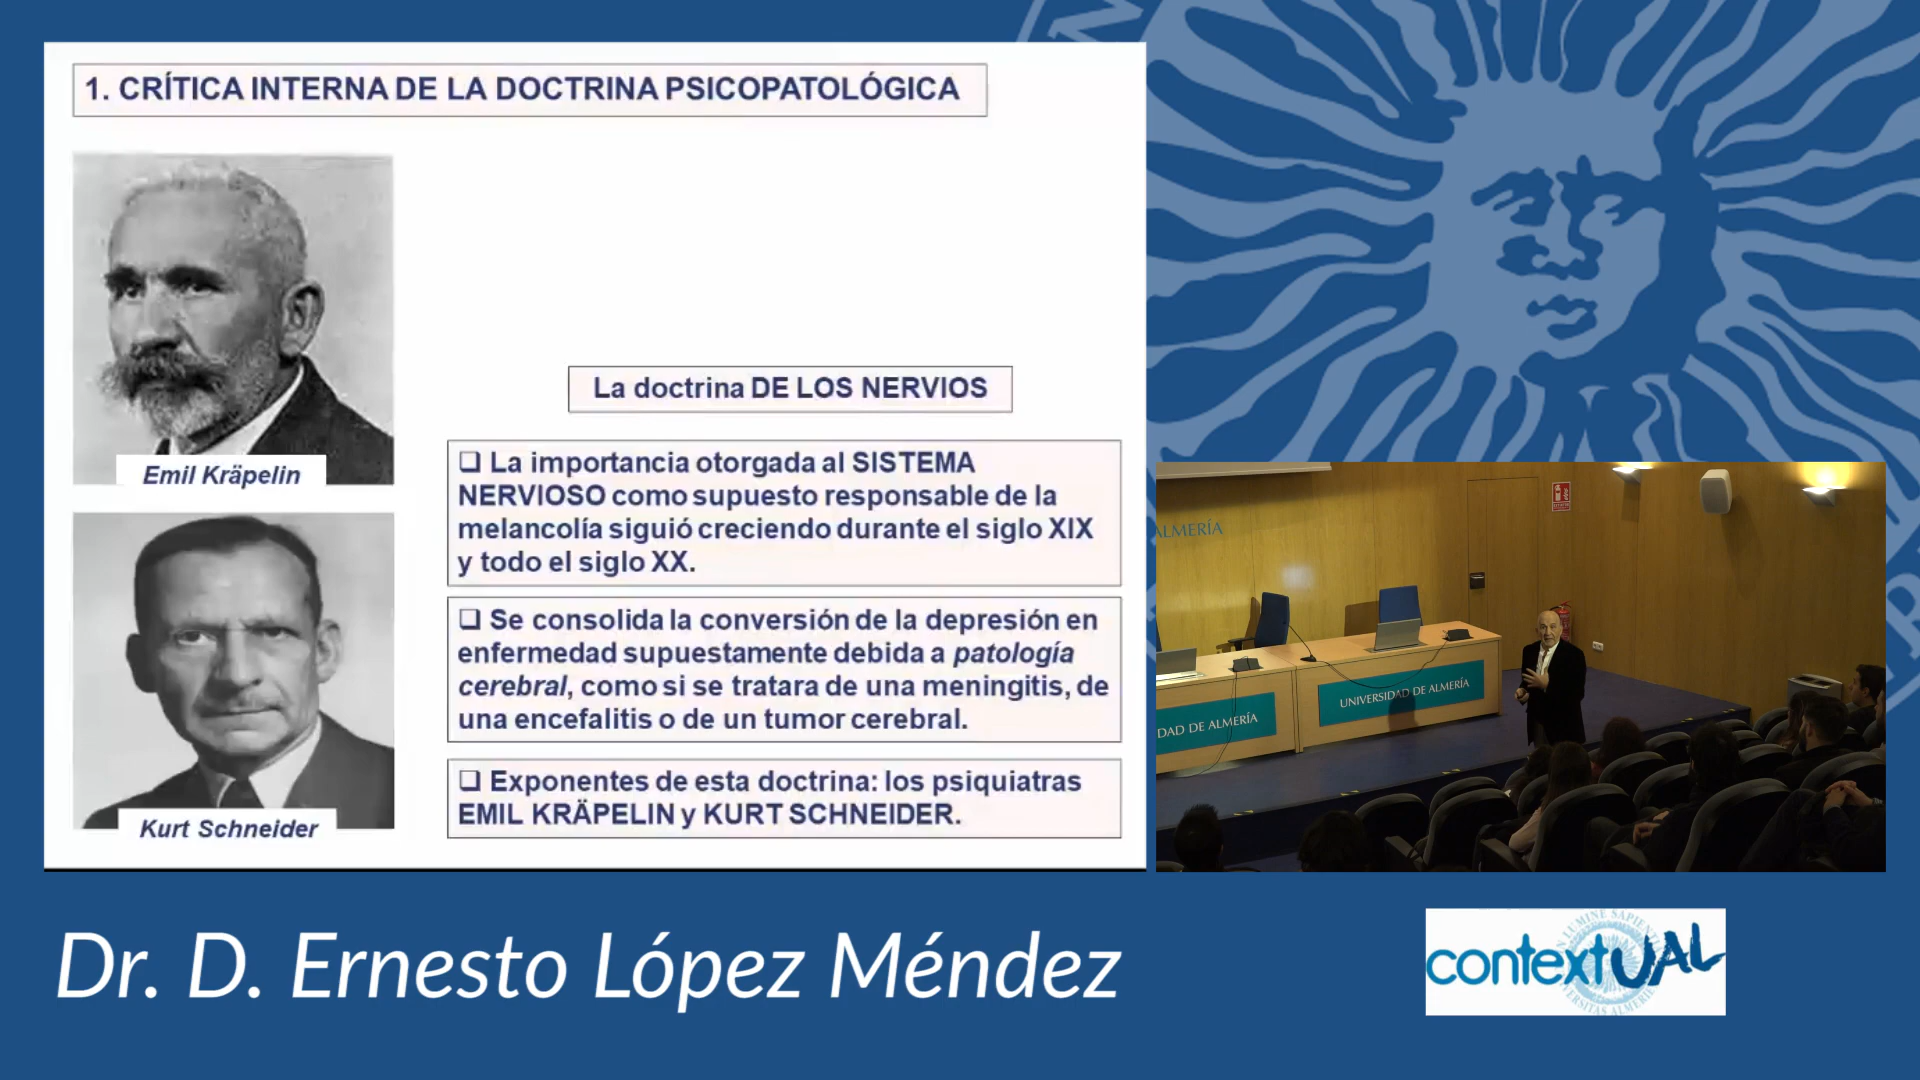 1. CRÍTICA INTERNA DE LA DOCTRINA PSICOPATOLÓGICA
Emil Kräpelin
Kurt Schneider
La doctrina DE LOS NERVIOS
❑ La importancia otorgada al SISTEMA
NERVIOSO como supuesto responsable de la
melancolía siguió creciendo durante el siglo XIX
y todo el siglo XX.
❑ Se consolida la conversión de la depresión en
enfermedad supuestamente debida a patología
cerebral, como si se tratara de una meningitis, de
una encefalitis o de un tumor cerebral.
❑ Exponentes de esta doctrina: los psiquiatras
EMIL KRÄPELIN y KURT SCHNEIDER.
ALMERÍA
DAD DE ALMERÍA
UNIVERSIDAD DE ALMERÍA
Dr. D. Ernesto López Méndez
contextUAL